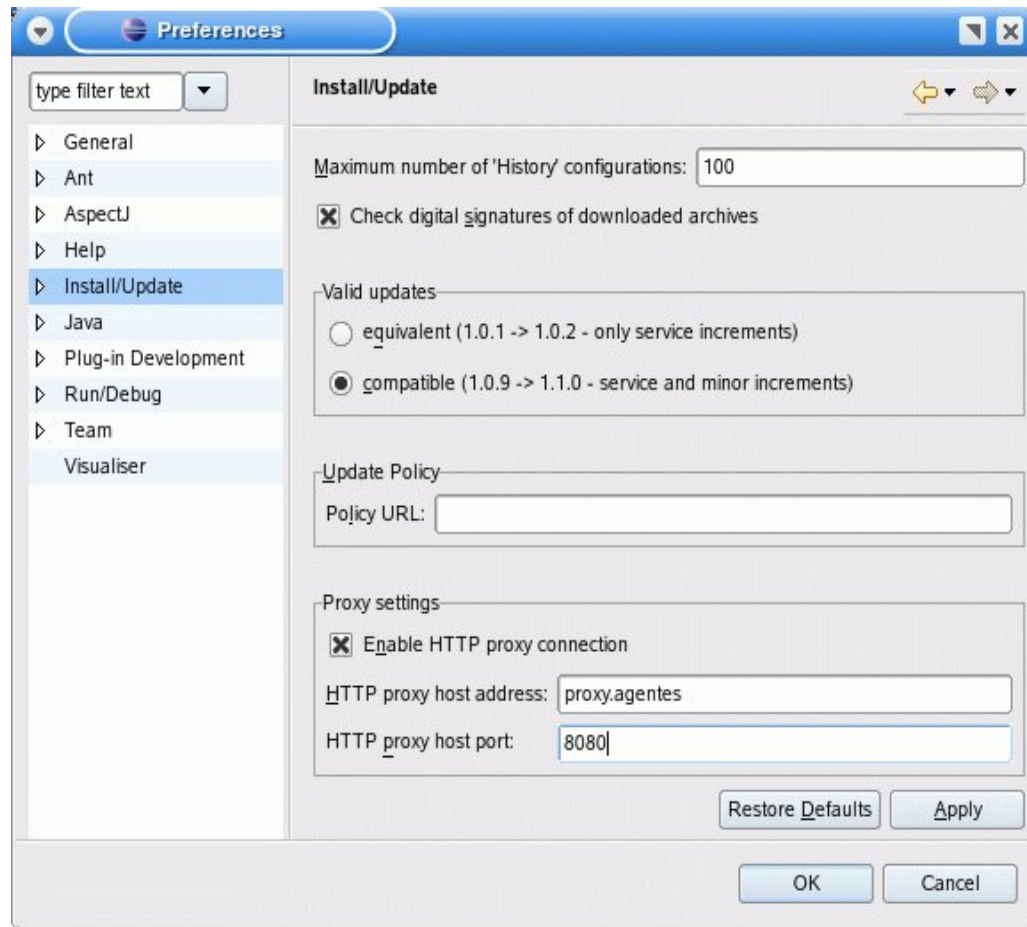 Preferences
type filter text
General
Ant
AspectJ
Help
Install/Update
Java
Plug-in Development
Run/Debug
Team
Visualiser
Install/Update
Maximum number of 'History' configurations: 100
Check digital signatures of downloaded archives
Valid updates
equivalent (1.0.1 -> 1.0.2 - only service increments)
compatible (1.0.9 -> 1.1.0 - service and minor increments)
Update Policy
Policy URL:
Proxy settings
Enable HTTP proxy connection
HTTP proxy host address: proxy.agentes
HTTP proxy host port: 8080
Restore Defaults Apply
OK Cancel